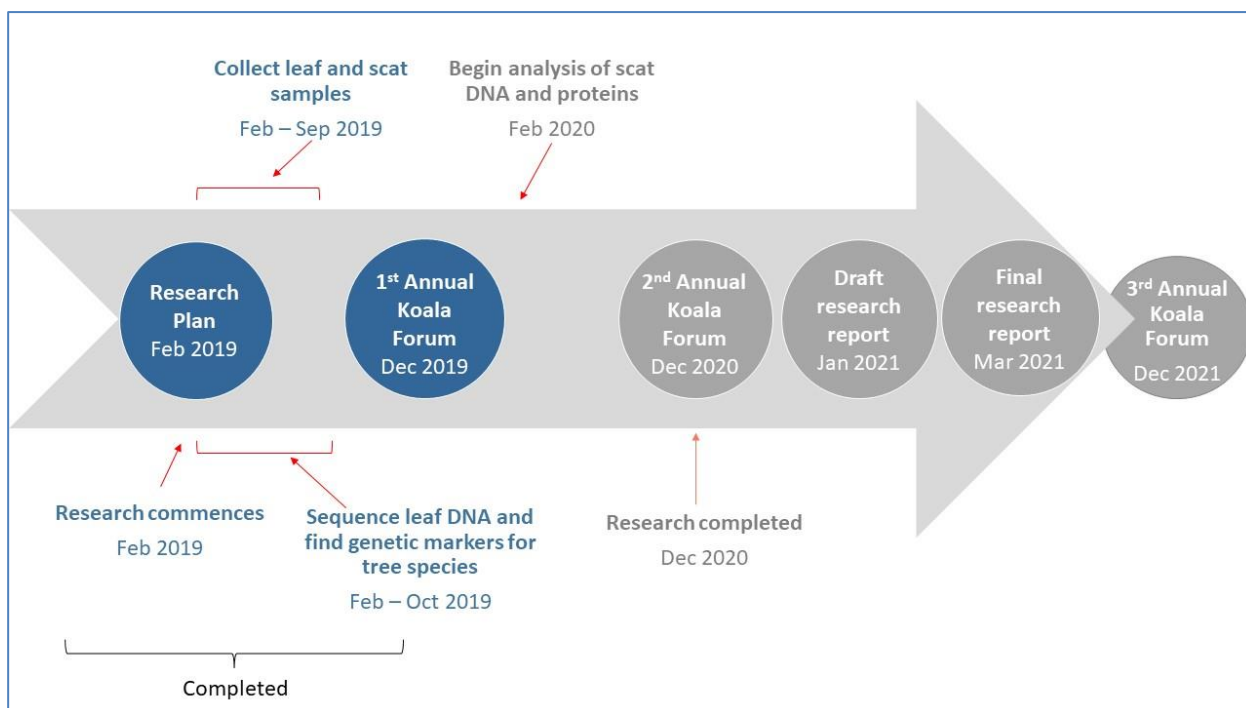 Collect leaf and scat
samples
Feb – Sep 2019
Begin analysis of scat
DNA and proteins
Feb 2020
Research
Plan
Feb 2019
1st Annual
Koala
Forum
Dec 2019
2nd Annual
Koala
Forum
Dec 2020
Draft
research
report
Jan 2021
Final
research
report
Mar 2021
3rd Annual
Koala
Forum
Dec 2021
Research commences
Feb 2019
Sequence leaf DNA and
find genetic markers for
tree species
Feb – Oct 2019
Research completed
Dec 2020
Completed